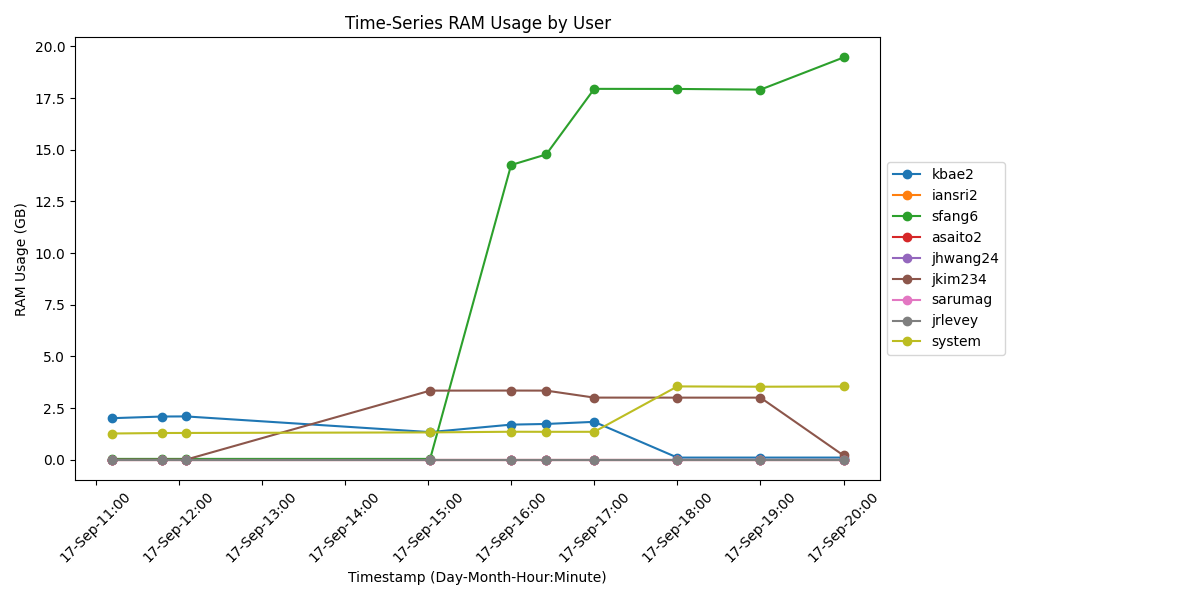 Time-Series RAM Usage by User
20.0
17.5
15.0
12.5
10.0
7.5
5.0
2.5
0.0
RAM Usage (GB)
17-Sep-11:00
17-Sep-12:00
17-Sep-13:00
17-Sep-14:00
17-Sep-15:00
17-Sep-16:00
17-Sep-17:00
17-Sep-18:00
17-Sep-19:00
17-Sep-20:00
Timestamp (Day-Month-Hour:Minute)
kbae2
iansri2
sfang6
asaito2
jhwang24
jkim234
sarumag
jrlevey
system